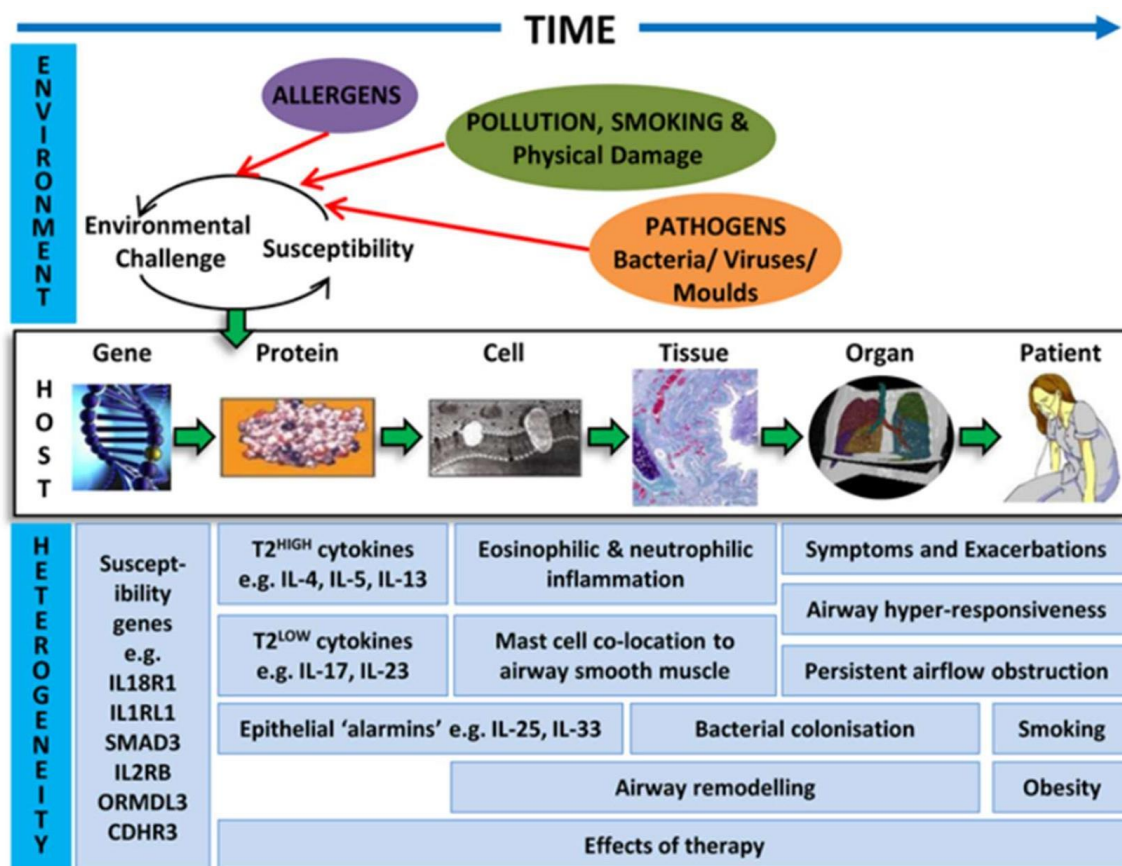 TIME
ENVIRONMENT
ALLERGENS
POLLUTION, SMOKING &
Physical Damage
PATHOGENS
Bacteria/ Viruses/
Moulds
Environmental
Challenge
Susceptibility
HOST
Gene
Protein
Cell
Tissue
Organ
Patient
HETEROGENEITY
Suscept-
ibility
genes
e.g.
IL18R1
IL1RL1
SMAD3
IL2RB
ORMDL3
CDHR3
T2HIGH cytokines
e.g. IL-4, IL-5, IL-13
T2LOW cytokines
e.g. IL-17, IL-23
Eosinophilic & neutrophilic
inflammation
Mast cell co-location to
airway smooth muscle
Symptoms and Exacerbations
Airway hyper-responsiveness
Persistent airflow obstruction
Epithelial ‘alarmins’ e.g. IL-25, IL-33
Bacterial colonisation
Smoking
Airway remodelling
Obesity
Effects of therapy